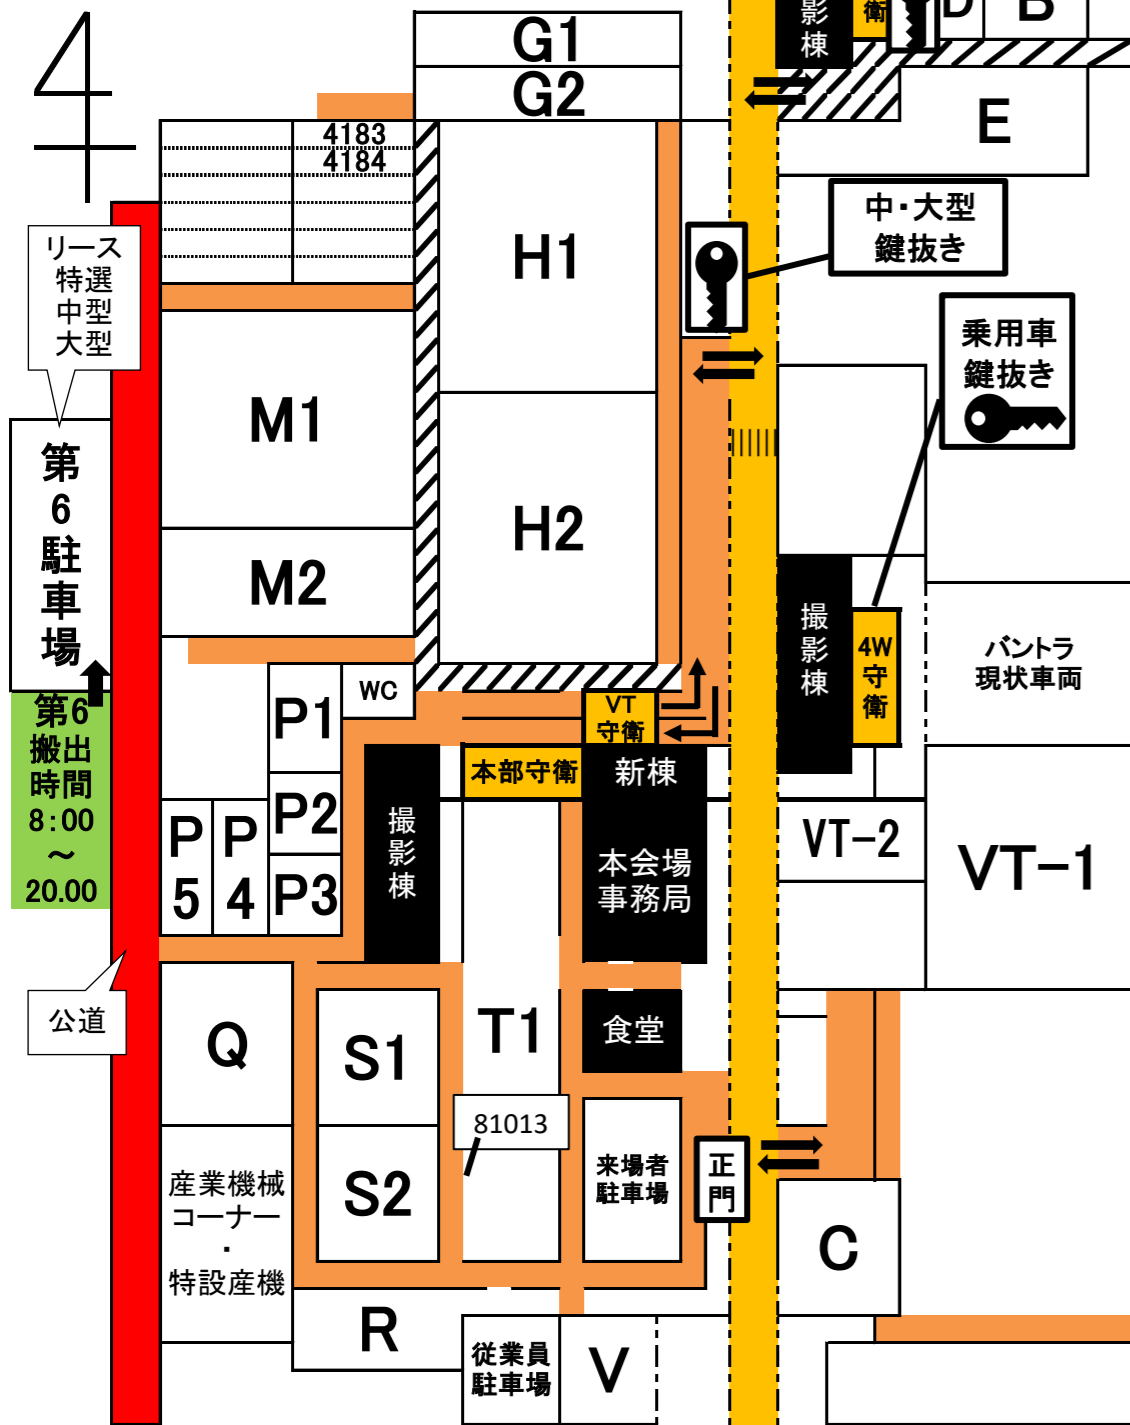 4
G1
G2
4183
4184
H1
H2
リース
特選
中型
大型
M1
M2
第
6
駐
車
場
第6
搬出
時間
8:00
～
20.00
公道
撮
影
棟
守
衛
D
B
E
中・大型
鍵抜き
乗用車
鍵抜き
撮
影
棟
4W
守
衛
バントラ
現状車両
WC
P1
P2
P3
P
4
P
5
撮
影
棟
VT
守衛
本部守衛
新棟
本会場
事務局
VT-2
VT-1
食堂
Q
S1
S2
T1
81013
来場者
駐車場
正
門
C
産業機械
コーナー
・
特設産機
R
従業員
駐車場
V